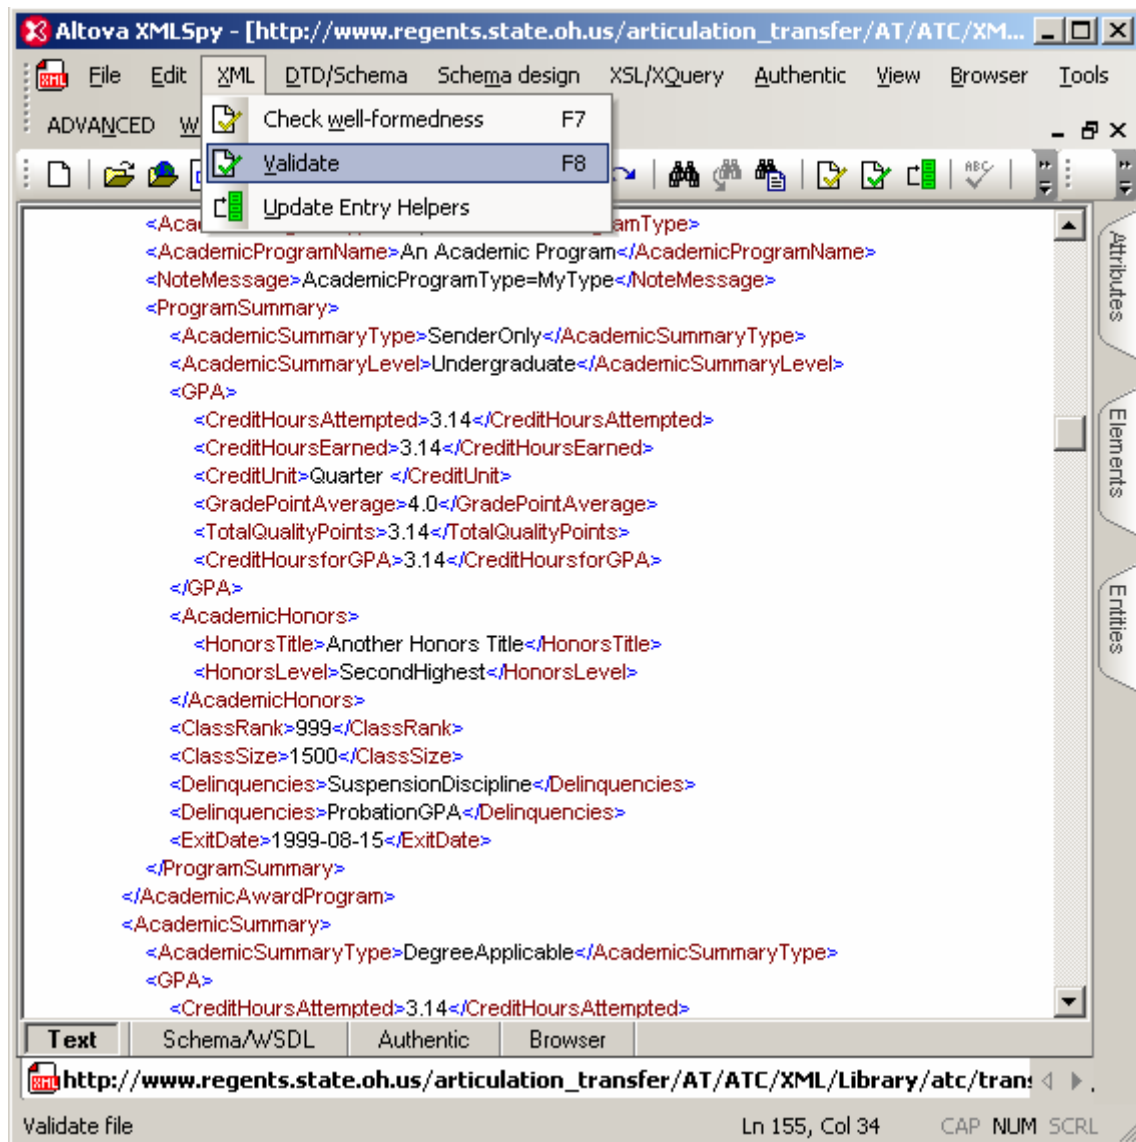 Altova XMLSpy - [http://www.regents.state.oh.us/articulation_transfer/AT/ATC/XM...
File Edit XML DTD/Schema Schema design XSL/XQuery Authentic View Browser Tools
ADVANCED W
Check well-formedness F7
Validate F8
Update Entry Helpers
ABC
<Aca amType>
<AcademicProgramName>An Academic Program</AcademicProgramName>
<NoteMessage>AcademicProgramType=MyType</NoteMessage>
<ProgramSummary>
<AcademicSummaryType>SenderOnly</AcademicSummaryType>
<AcademicSummaryLevel>Undergraduate</AcademicSummaryLevel>
<GPA>
<CreditHoursAttempted>3.14</CreditHoursAttempted>
<CreditHoursEarned>3.14</CreditHoursEarned>
<CreditUnit>Quarter </CreditUnit>
<GradePointAverage>4.0</GradePointAverage>
<TotalQualityPoints>3.14</TotalQualityPoints>
<CreditHoursforGPA>3.14</CreditHoursforGPA>
</GPA>
<AcademicHonors>
<HonorsTitle>Another Honors Title</HonorsTitle>
<HonorsLevel>SecondHighest</HonorsLevel>
</AcademicHonors>
<ClassRank>999</ClassRank>
<ClassSize>1500</ClassSize>
<Delinquencies>SuspensionDiscipline</Delinquencies>
<Delinquencies>ProbationGPA</Delinquencies>
<ExitDate>1999-08-15</ExitDate>
</ProgramSummary>
</AcademicAwardProgram>
<AcademicSummary>
<AcademicSummaryType>DegreeApplicable</AcademicSummaryType>
<GPA>
<CreditHoursAttempted>3.14</CreditHoursAttempted>
Attributes
Elements
Entities
Text Schema/WSDL Authentic Browser
XML http://www.regents.state.oh.us/articulation_transfer/AT/ATC/XML/Library/atc/trans
Validate file Ln 155, Col 34 CAP NUM SCRL